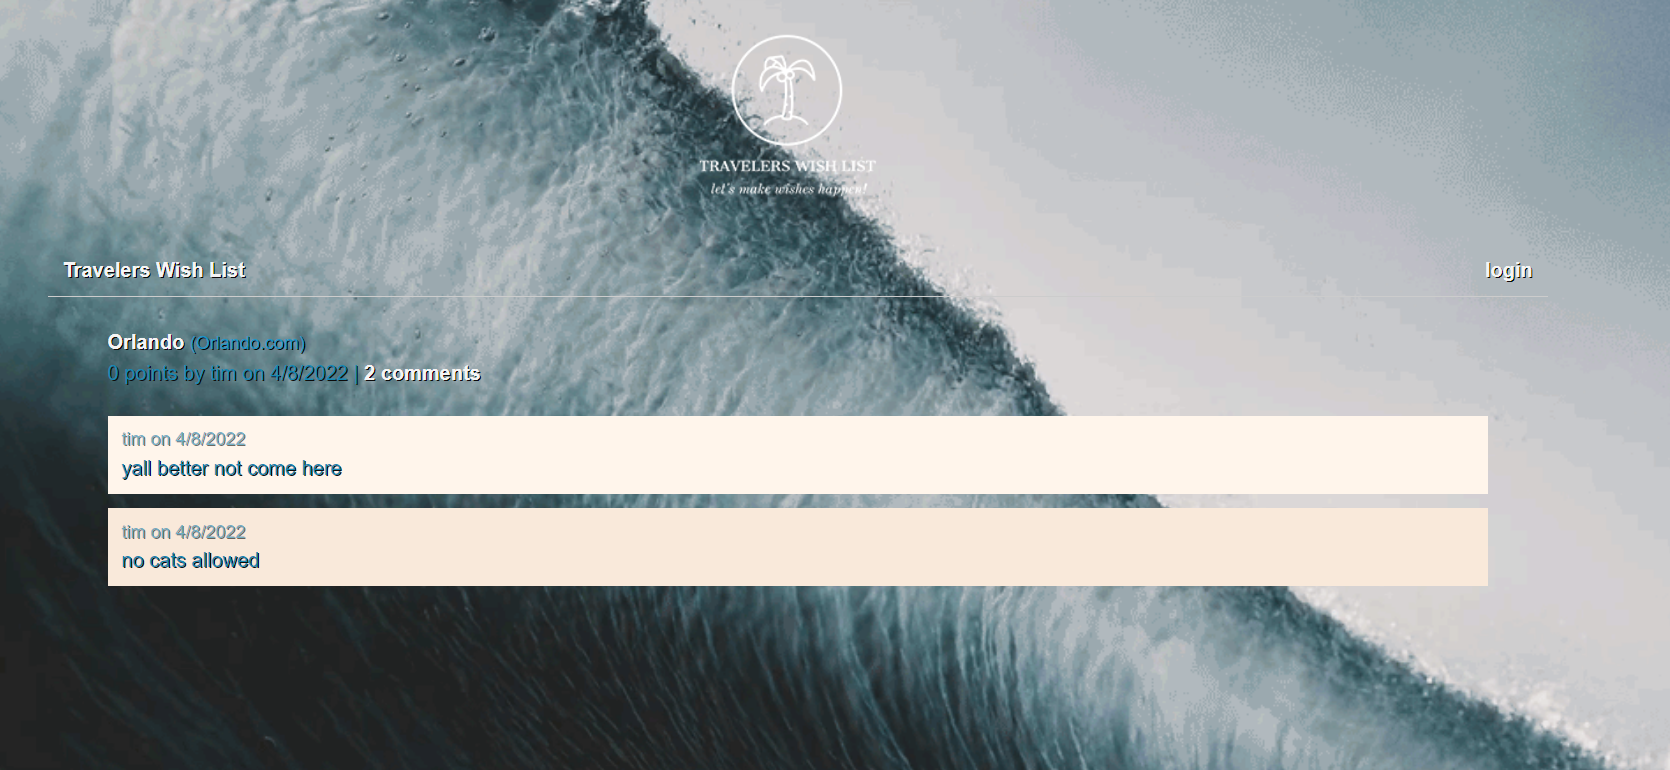 TRAVELERS WISH LIST
let's make wishes happen!
Travelers Wish List
login
Orlando (Orlando.com)
0 points by tim on 4/8/2022 | 2 comments
tim on 4/8/2022
yall better not come here
tim on 4/8/2022
no cats allowed